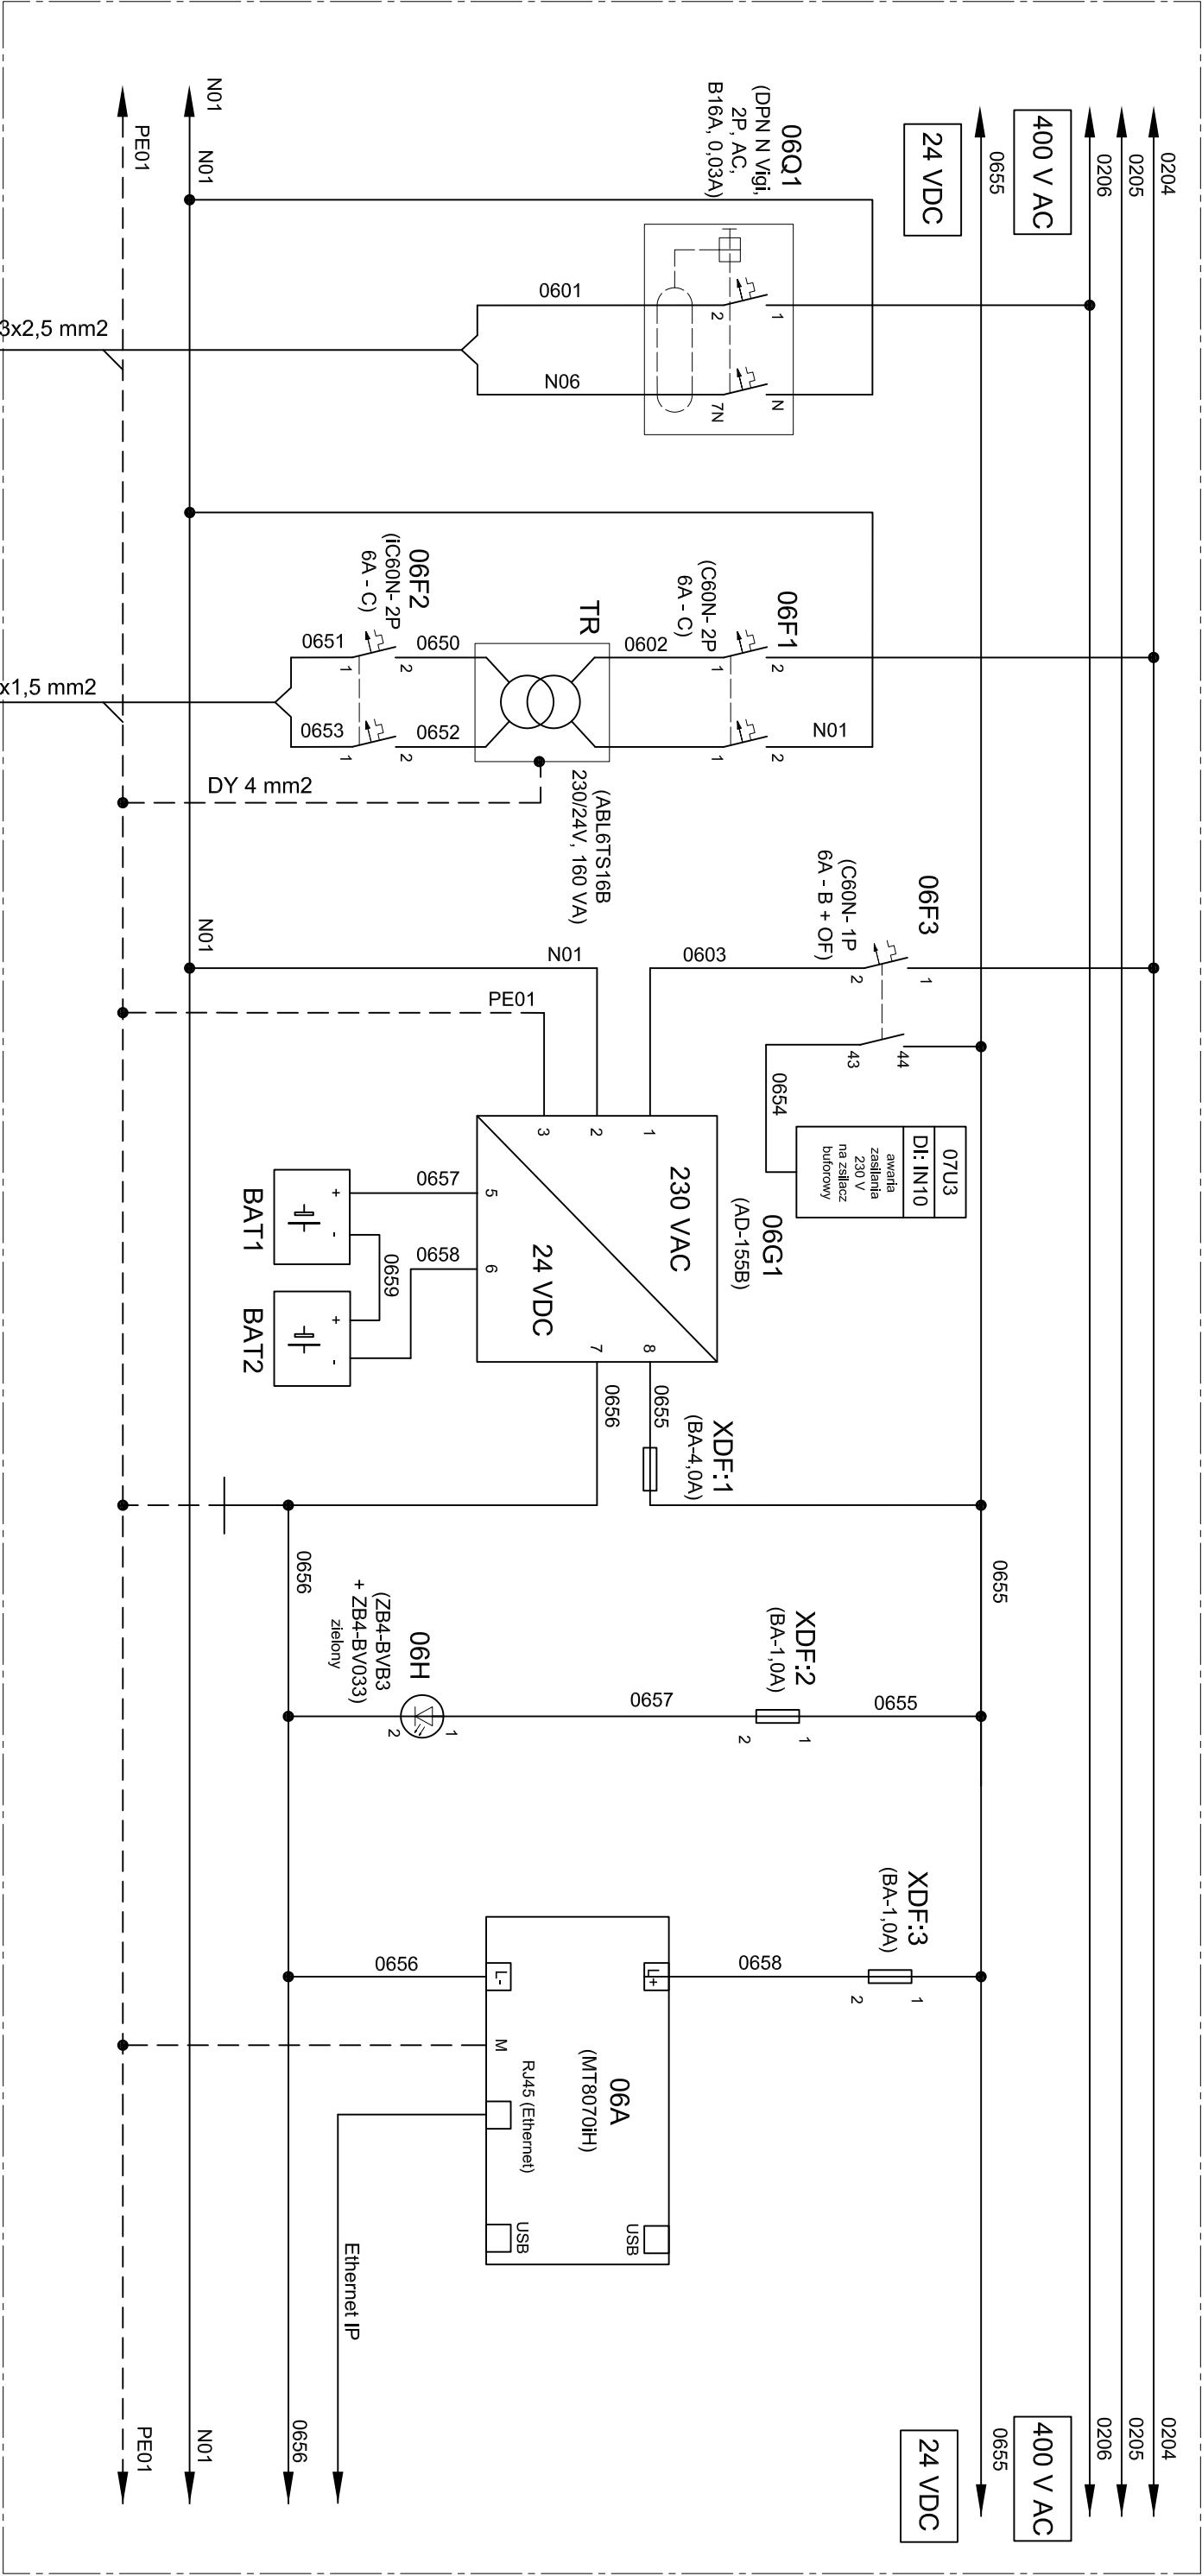 0204
0205
0206
400 V AC
0655
24 VDC
0204
0205
0206
400 V AC
0655
24 VDC
06Q1
(DPN N Vigi,
2P, AC,
B16A, 0,03A)
1
2
N
7N
0601
N06
3x2,5 mm2
N01
N01
PE01
06F1
(C60N- 2P
6A - C)
2
1
2
1
N01
0602
TR
(ABL6TS16B
230/24V, 160 VA)
0650
0652
06F2
(iC60N- 2P
6A - C)
2
1
2
1
0651
0653
x1,5 mm2
DY 4 mm2
06F3
(C60N- 1P
6A - B + OF)
1
2
44
43
0603
0654
07U3
DI: IN10
awaria
zasilania
230 V
na zsilacz
buforowy
N01
N01
PE01
06G1
(AD-155B)
230 VAC
24 VDC
1
2
3
5
6
7
8
0657
0658
0659
+
-
BAT1
+
-
BAT2
0655
0656
XDF:1
(BA-4,0A)
0655
0656
XDF:2
(BA-1,0A)
0655
1
2
0657
06H
(ZB4-BVB3
+ ZB4-BV033)
zielony
1
2
XDF:3
(BA-1,0A)
1
2
0658
L+
06A
(MT8070iH)
L-
M
RJ45 (Ethernet)
USB
USB
0656
Ethernet IP
0656
N01
PE01